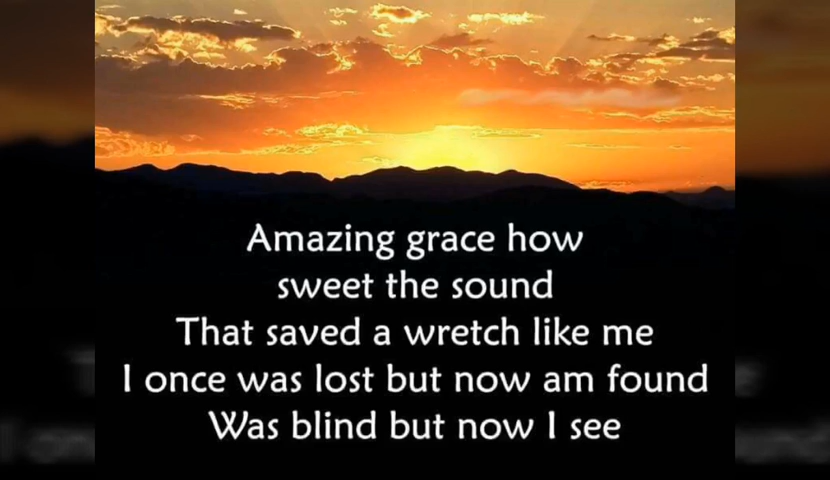 Amazing grace how
sweet the sound
That saved a wretch like me
I once was lost but now am found
Was blind but now I see